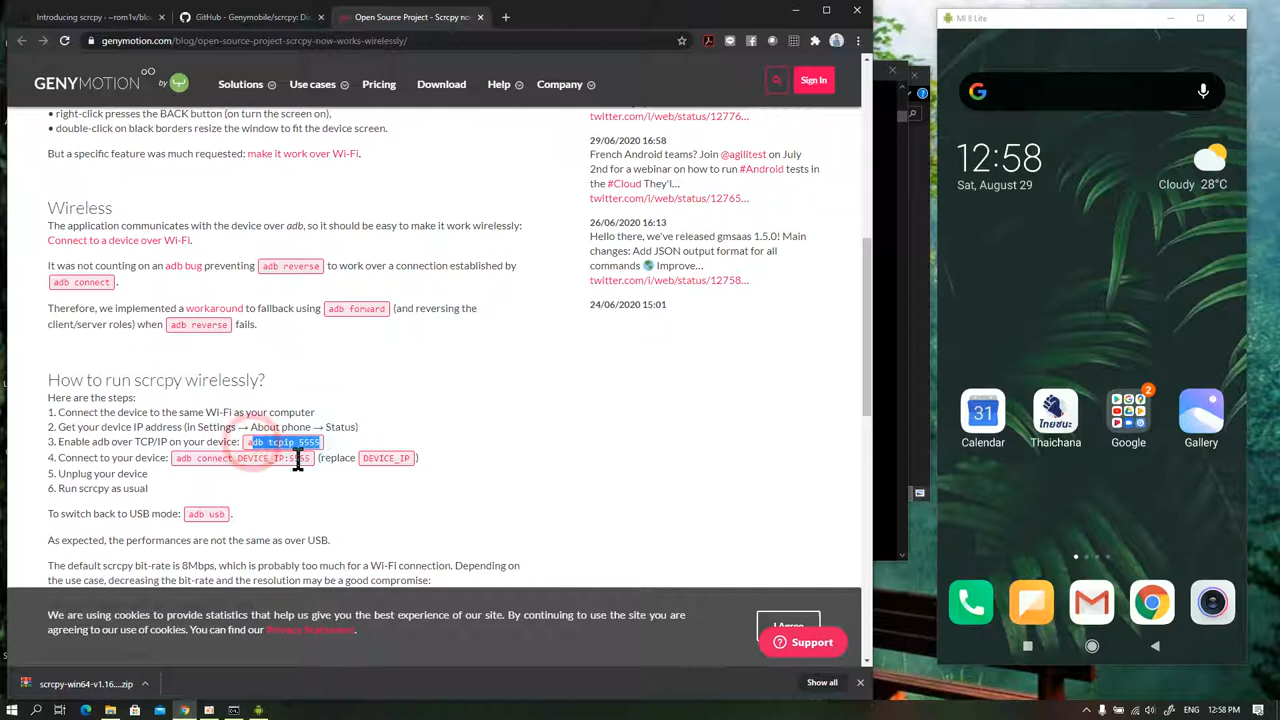 Introducing scrcpy - ~rom1v/blo
GitHub - Genymobile/scrcpy: Di
Open Source Project - Scrcpy no
genymotion.com/blog/open-source-project-scrcpy-now-works-wirelessly/
GENYMOTION
by
Solutions
Use cases
Pricing
Download
Help
Company
Sign In
• right-click presses the BACK button (on turn the screen on),
• double-click on black borders resize the window to fit the device screen.
But a specific feature was much requested: make it work over Wi-Fi.
Wireless
The application communicates with the device over adb, so it should be easy to make it work wirelessly:
Connect to a device over Wi-Fi.
It was not counting on an adb bug preventing adb reverse to work over a connection established by
adb connect .
Therefore, we implemented a workaround to fallback using adb forward (and reversing the
client/server roles) when adb reverse fails.
How to run scrcpy wirelessly?
Here are the steps:
1. Connect the device to the same Wi-Fi as your computer
2. Get your device IP address (in Settings → About phone → Status)
3. Enable adb over TCP/IP on your device: adb tcpip 5555
4. Connect to your device: adb connect DEVICE_IP:5555 (replace DEVICE_IP )
5. Unplug your device
6. Run scrcpy as usual
To switch back to USB mode: adb usb .
As expected, the performances are not the same as over USB.
The default scrcpy bit-rate is 8Mbps, which is probably too much for a Wi-Fi connection. Depending on
the use case, decreasing the bit-rate and the resolution may be a good compromise:
twitter.com/i/web/status/12776…
29/06/2020 16:58
French Android teams? Join @agilitest on July
2nd for a webinar on how to run #Android tests in
the #Cloud They'l…
twitter.com/i/web/status/12765…
26/06/2020 16:13
Hello there, we've released gmsaas 1.5.0! Main
changes: Add JSON output format for all
commands 🌎 Improve…
twitter.com/i/web/status/12758…
24/06/2020 15:01
We are using cookies to provide statistics that help us give you the best experience of our site. by continuing to use the site you are
agreeing to our use of cookies. You can find our Privacy Statement.
I Agree
Support
scrcpy-win64-v1.16....zip
Show all
12:58 PM
MI 8 Lite
G
12:58
Sat, August 29
Cloudy 28°C
31
ไทยชนะ
2
Calendar
Thaichana
Google
Gallery